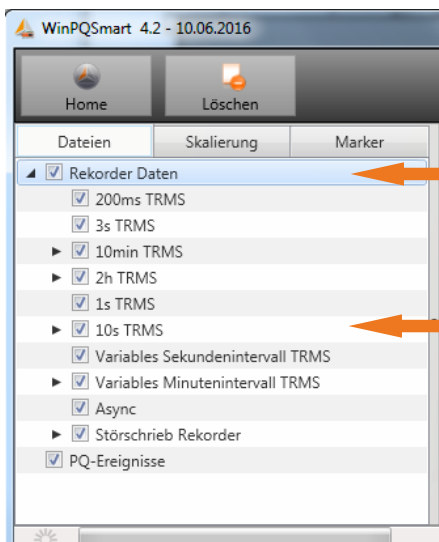 WinPQSmart 4.2 - 10.06.2016
Home Löschen
Dateien Skalierung Marker
Rekorder Daten
200ms TRMS
3s TRMS
10min TRMS
2h TRMS
1s TRMS
10s TRMS
Variables Sekundenintervall TRMS
Variables Minutenintervall TRMS
Async
Störschrieb Rekorder
PQ-Ereignisse